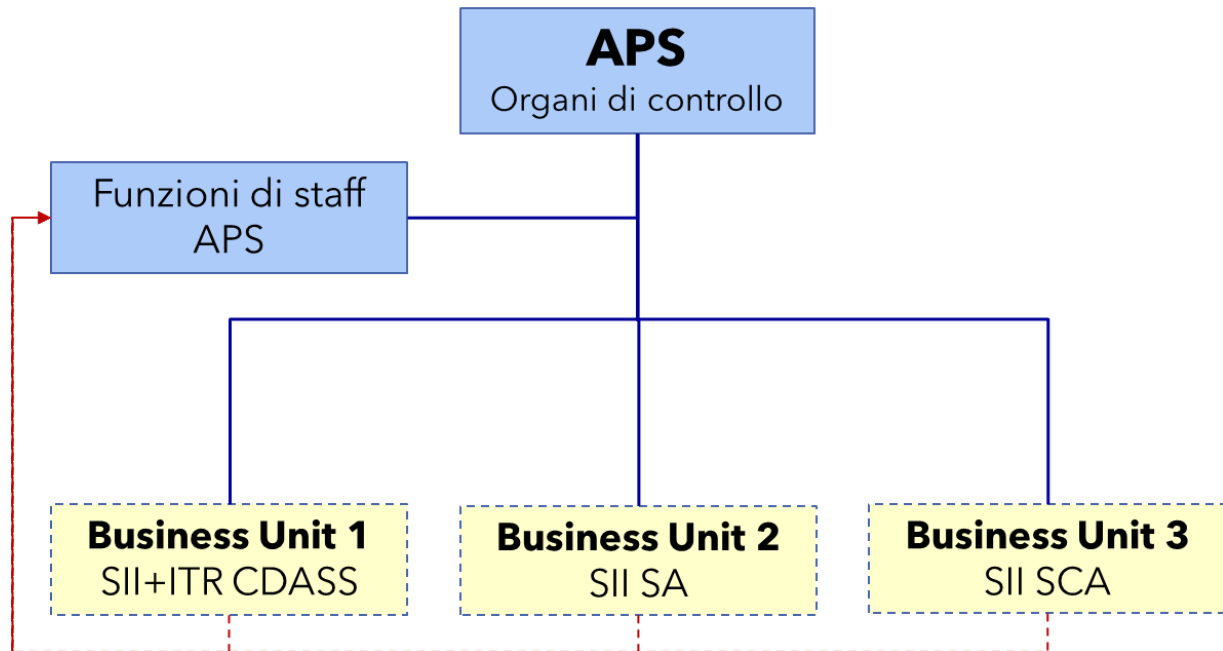 APS
Organi di controllo
Funzioni di staff
APS
Business Unit 1
SII+ITR CDASS
Business Unit 2
SII SA
Business Unit 3
SII SCA